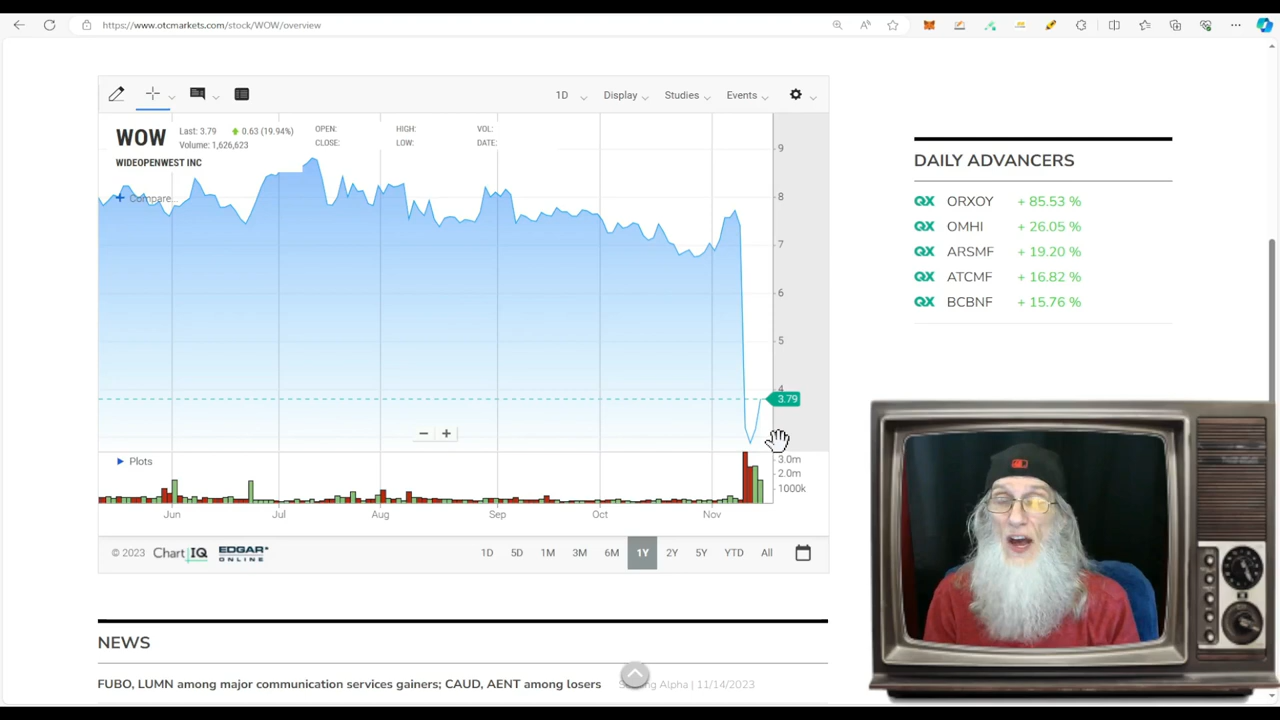 https://www.otcmarkets.com/stock/WOW/overview
1D Display Studies Events
WOW Last: 3.79 0.63 (19.94%) OPEN: HIGH: VOL:
Volume: 1,626,623 CLOSE: LOW: DATE:
WIDEOPENWEST INC
+ Compare...
9
8
7
6
5
4
3.79
Plots
3.0m
2.0m
1000k
Jun Jul Aug Sep Oct Nov
© 2023 ChartIQ EDGAR ONLINE 1D 5D 1M 3M 6M 1Y 2Y 5Y YTD All
DAILY ADVANCERS
QX ORXOY + 85.53 %
QX OMHI + 26.05 %
QX ARSMF + 19.20 %
QX ATCMF + 16.82 %
QX BCBNF + 15.76 %
NEWS
FUBO, LUMN among major communication services gainers; CAUD, AENT among losers Alpha | 11/14/2023